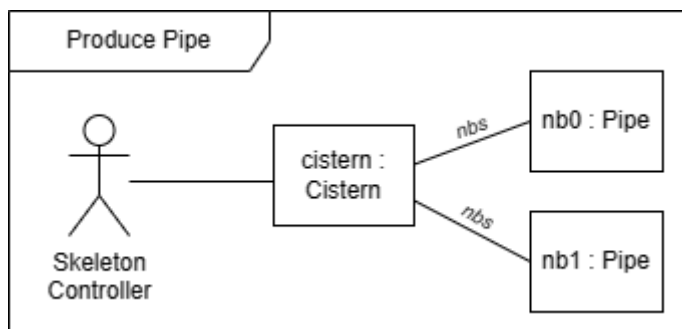 Produce Pipe
nbs
nb0 : Pipe
cistern :
Cistern
nbs
nb1 : Pipe
Skeleton
Controller